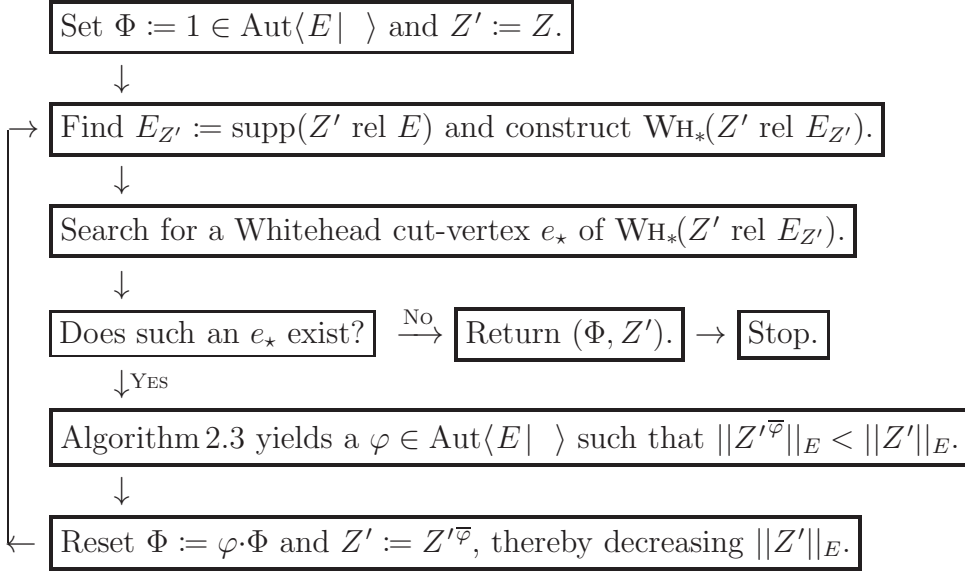 Set Φ := 1 ∈ Aut⟨E |  ⟩ and Z′ := Z.
↓
→ Find E_{Z′} := supp(Z′ rel E) and construct WH_*(Z′ rel E_{Z′}).
↓
Search for a Whitehead cut-vertex e_⋆ of WH_*(Z′ rel E_{Z′}).
↓
Does such an e_⋆ exist? NO → Return (Φ, Z′). → Stop.
↓YES
Algorithm 2.3 yields a φ ∈ Aut⟨E |  ⟩ such that ||Z′^{φ̅}||_E < ||Z′||_E.
↓
← Reset Φ := φ·Φ and Z′ := Z′^{φ̅}, thereby decreasing ||Z′||_E.